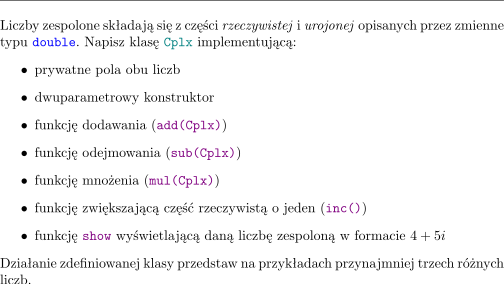 Liczby zespolone składają się z części rzeczywistej i urojonej opisanych przez zmienne
typu double. Napisz klasę Cplx implementującą:
• prywatne pola obu liczb
• dwuparametrowy konstruktor
• funkcję dodawania (add(Cplx))
• funkcję odejmowania (sub(Cplx))
• funkcję mnożenia (mul(Cplx))
• funkcję zwiększającą część rzeczywistą o jeden (inc())
• funkcję show wyświetlającą daną liczbę zespoloną w formacie 4 + 5i
Działanie zdefiniowanej klasy przedstaw na przykładach przynajmniej trzech różnych
liczb.